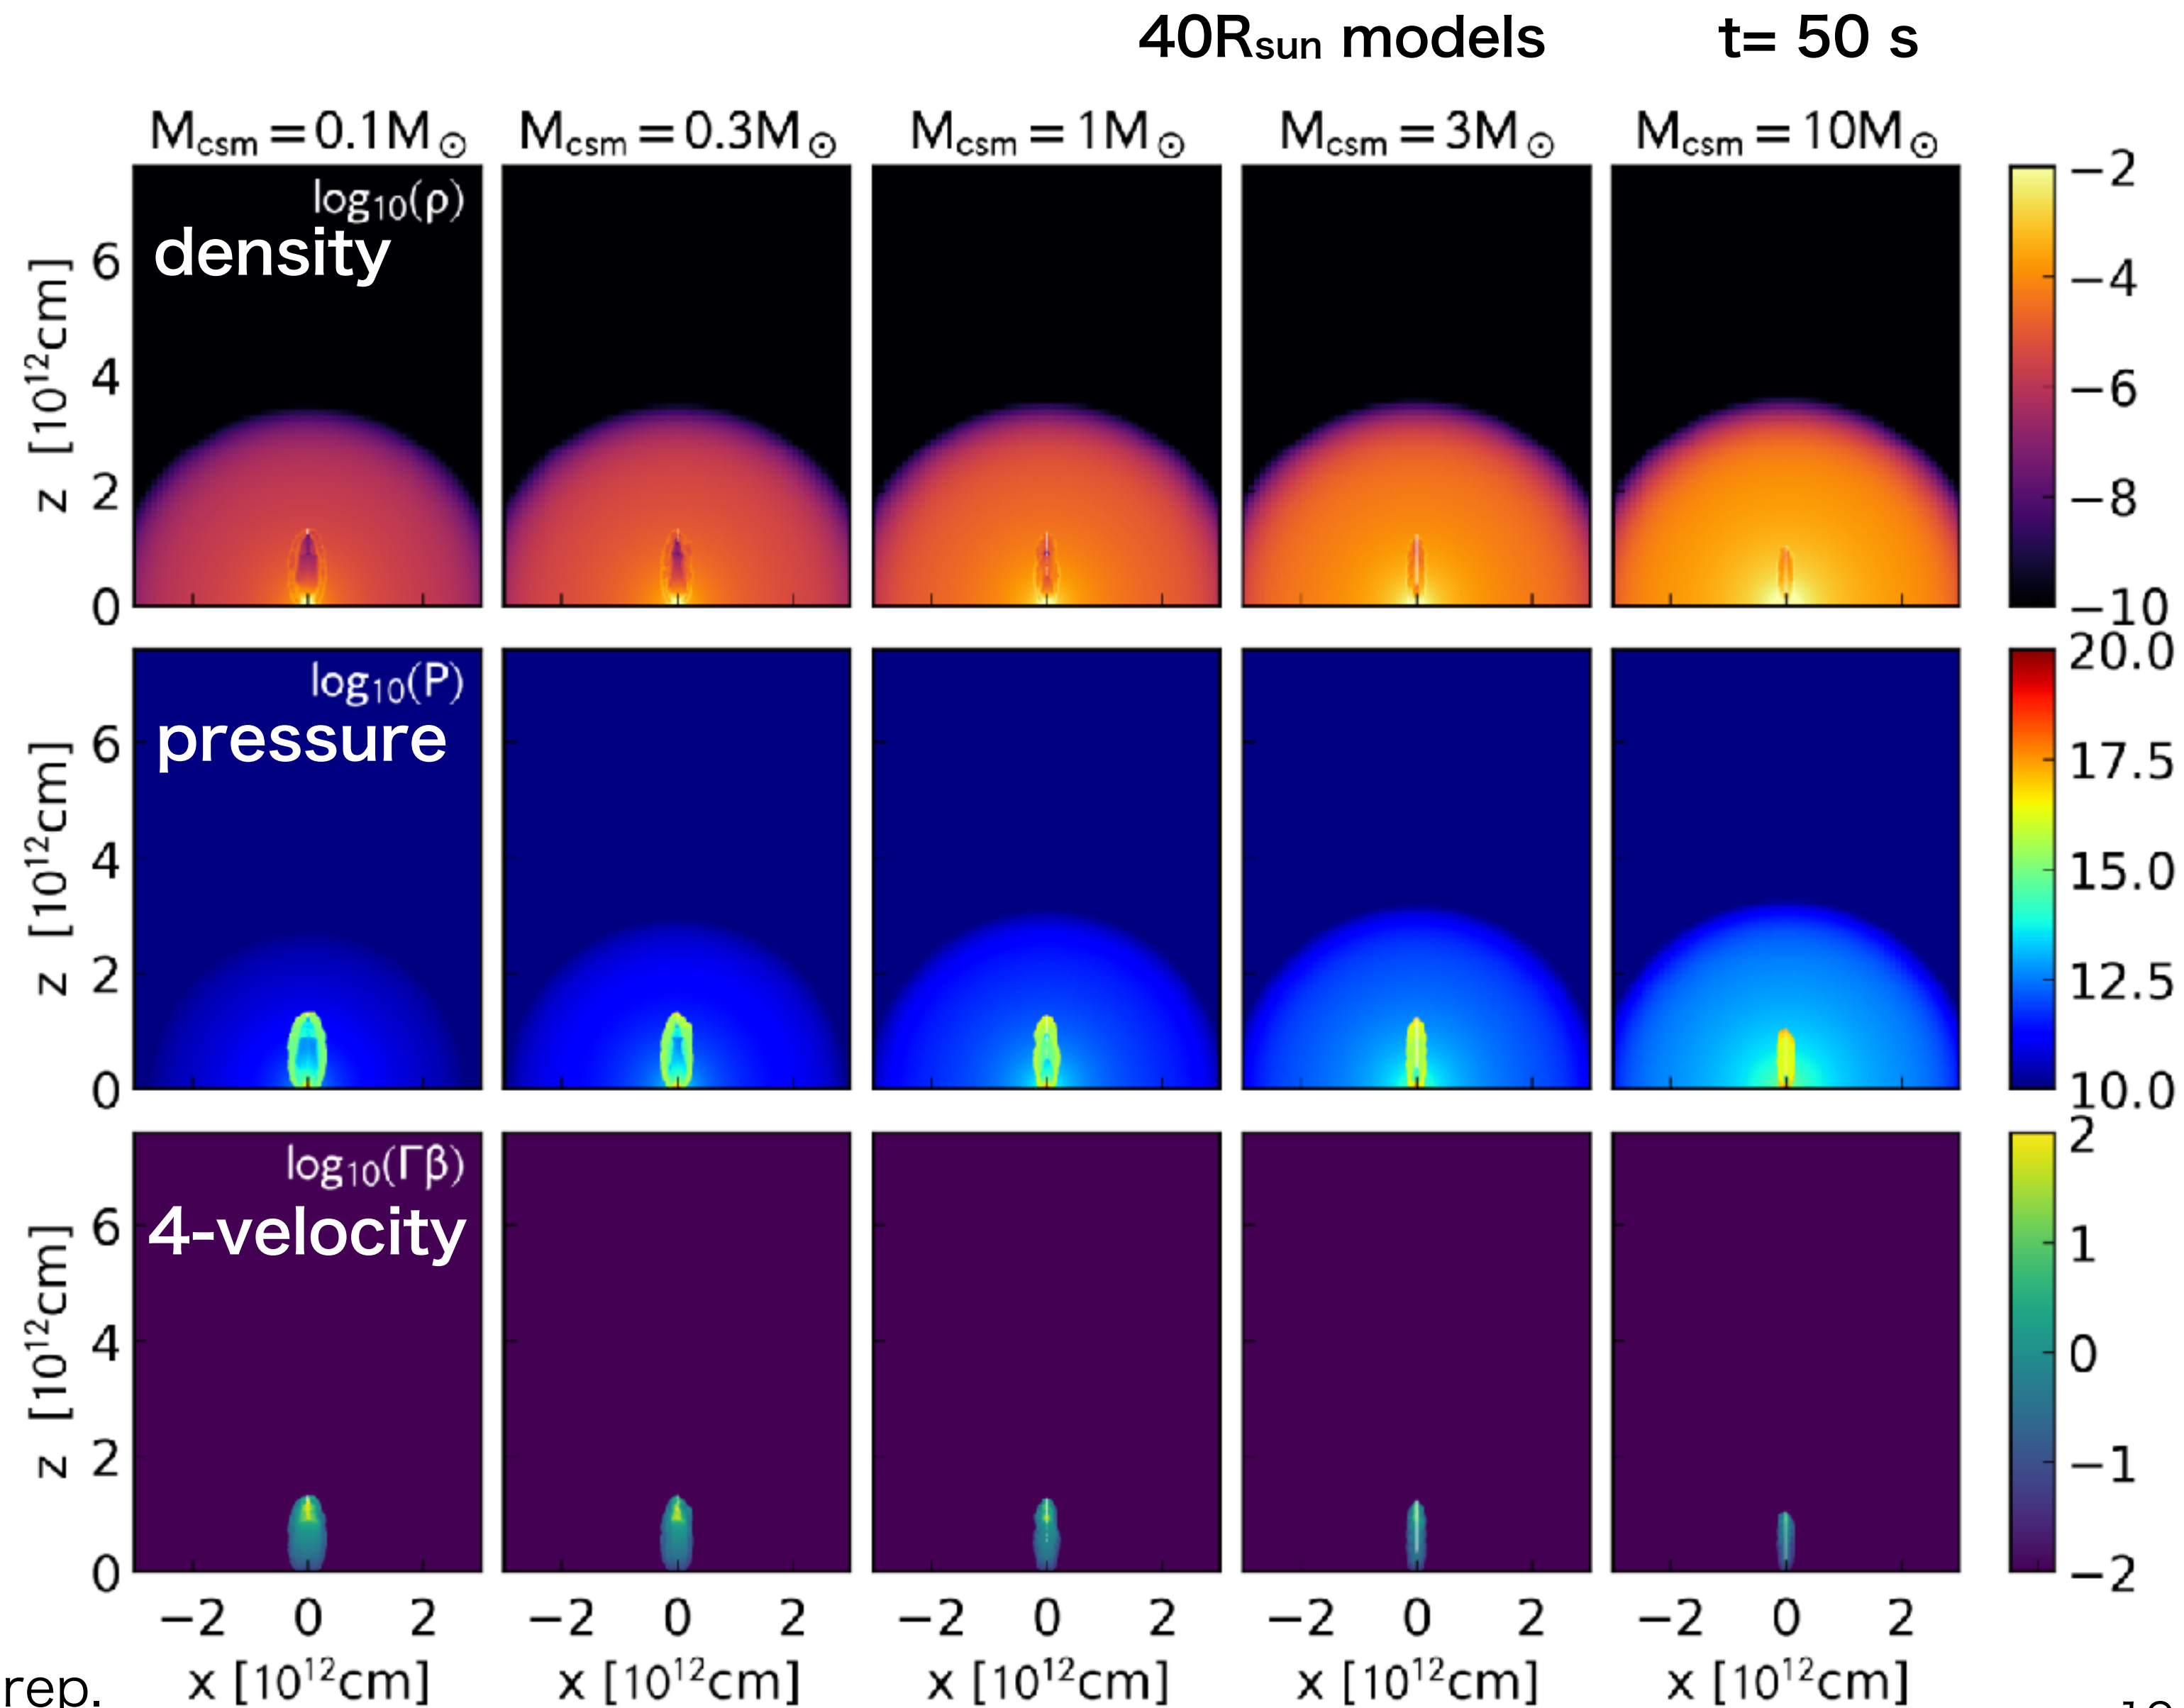 40Rsun models t= 50 s
Mcsm = 0.1M⊙ Mcsm = 0.3M⊙ Mcsm = 1M⊙ Mcsm = 3M⊙ Mcsm = 10M⊙
log10(ρ)
density
z [10^12cm]
6
4
2
0
−2
−4
−6
−8
−10
log10(P)
pressure
z [10^12cm]
6
4
2
0
20.0
17.5
15.0
12.5
10.0
log10(Γβ)
4-velocity
z [10^12cm]
6
4
2
0
2
1
0
−1
−2
−2 0 2 −2 0 2 −2 0 2 −2 0 2 −2 0 2
x [10^12cm] x [10^12cm] x [10^12cm] x [10^12cm] x [10^12cm]
rep.